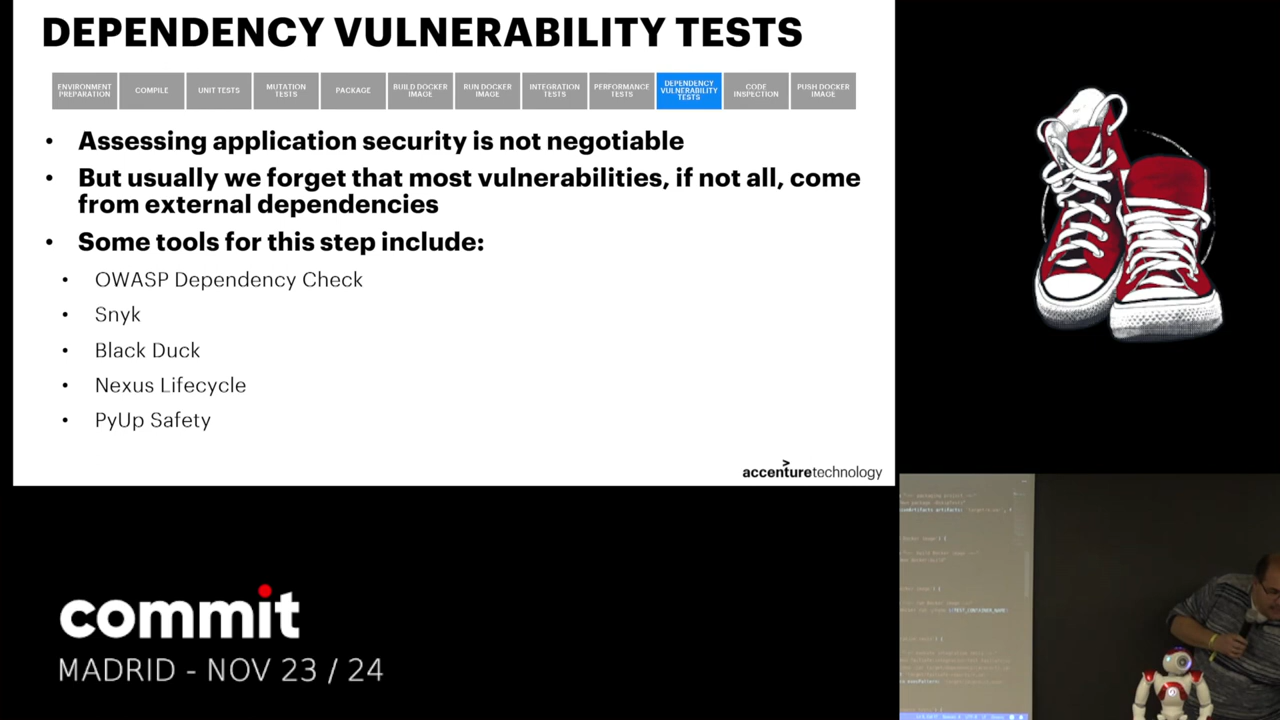 DEPENDENCY VULNERABILITY TESTS
ENVIRONMENT
PREPARATION
COMPILE
UNIT TESTS
MUTATION
TESTS
PACKAGE
BUILD DOCKER
IMAGE
RUN DOCKER
IMAGE
INTEGRATION
TESTS
PERFORMANCE
TESTS
DEPENDENCY
VULNERABILITY
TESTS
CODE
INSPECTION
PUSH DOCKER
IMAGE
• Assessing application security is not negotiable
• But usually we forget that most vulnerabilities, if not all, come
from external dependencies
• Some tools for this step include:
• OWASP Dependency Check
• Snyk
• Black Duck
• Nexus Lifecycle
• PyUp Safety
accenturetechnology
commit
MADRID - NOV 23 / 24